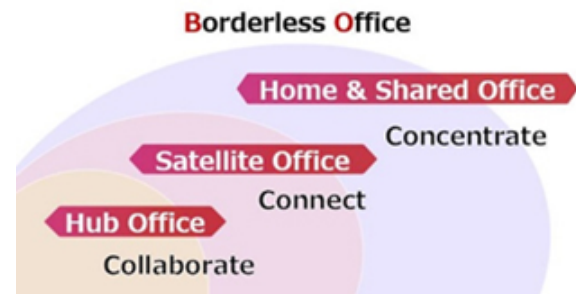 Borderless Office
Home & Shared Office
Concentrate
Satellite Office
Connect
Hub Office
Collaborate